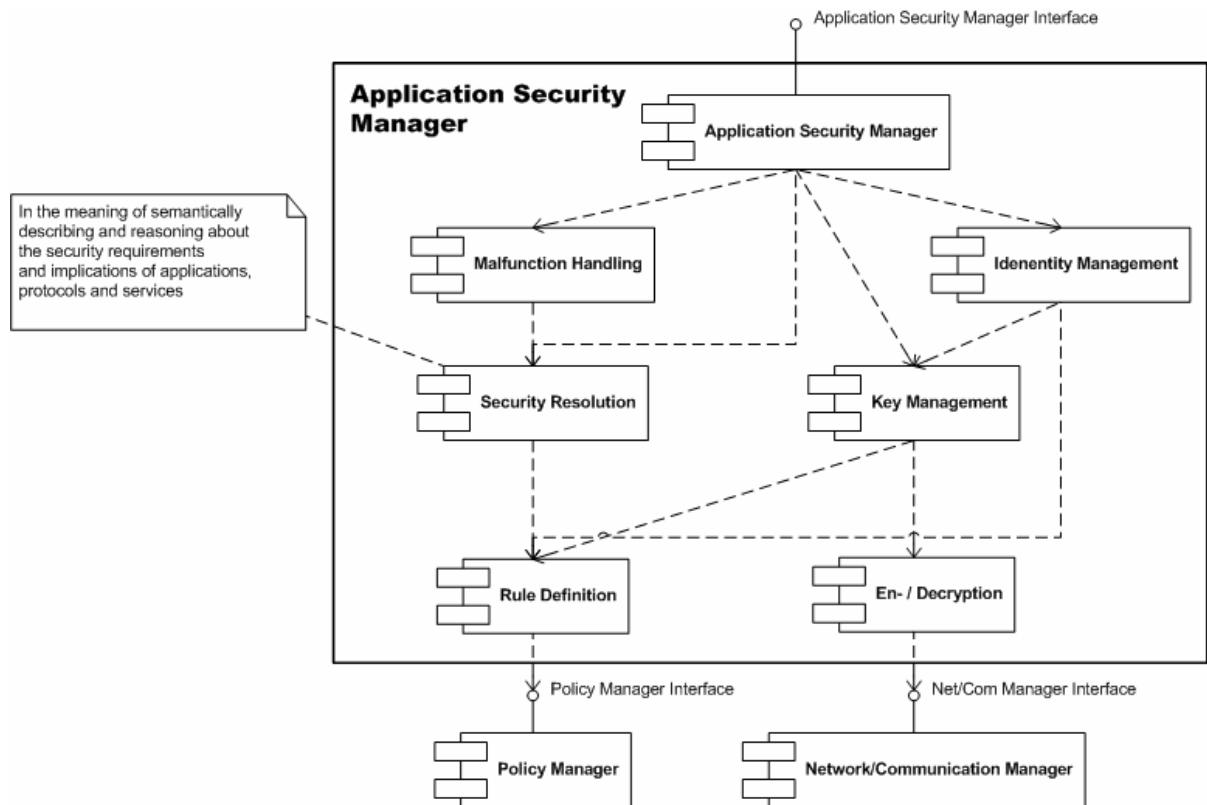 Application Security Manager Interface
Application Security
Manager
Application Security Manager
In the meaning of semantically
describing and reasoning about
the security requirements
and implications of applications,
protocols and services
Malfunction Handling
Idenentity Management
Security Resolution
Key Management
Rule Definition
En- / Decryption
Policy Manager Interface
Net/Com Manager Interface
Policy Manager
Network/Communication Manager